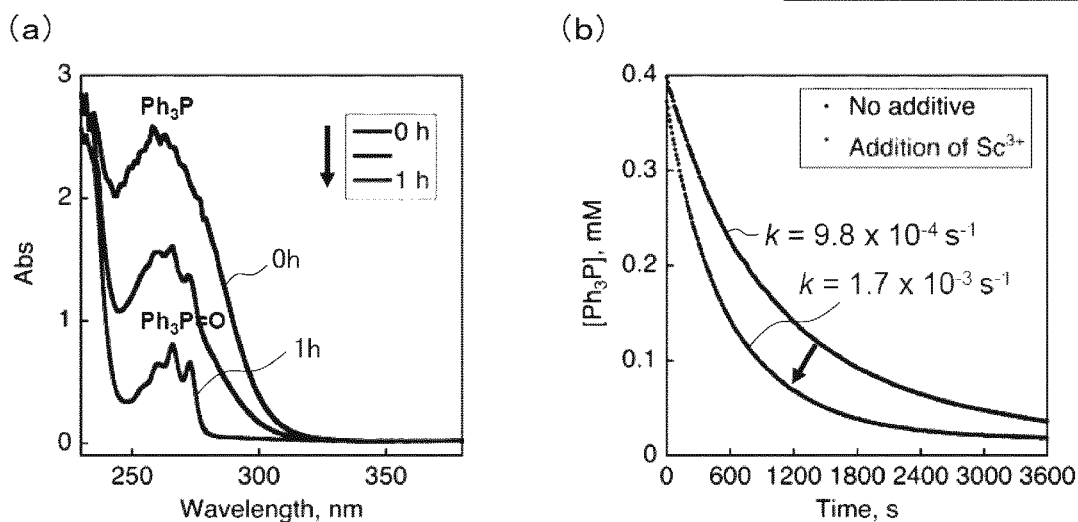 (a)
3
2
1
0
Abs
250
300
350
Wavelength, nm
Ph₃P
0 h
1 h
0h
Ph₃P=O
1h
(b)
0.4
0.3
0.2
0.1
0
[Ph₃P], mM
0 600 1200 1800 2400 3000 3600
Time, s
No additive
Addition of Sc³⁺
k = 9.8 x 10⁻⁴ s⁻¹
k = 1.7 x 10⁻³ s⁻¹